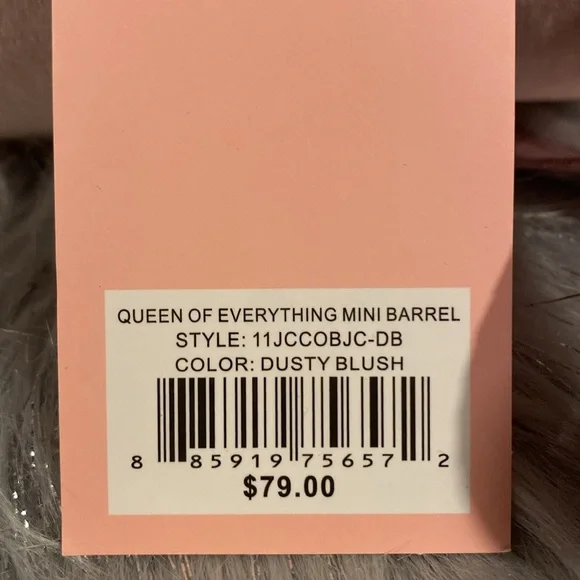 QUEEN OF EVERYTHING MINI BARREL
STYLE: 11JCCOBJC-DB
COLOR: DUSTY BLUSH
8 85919 75657 2
$79.00